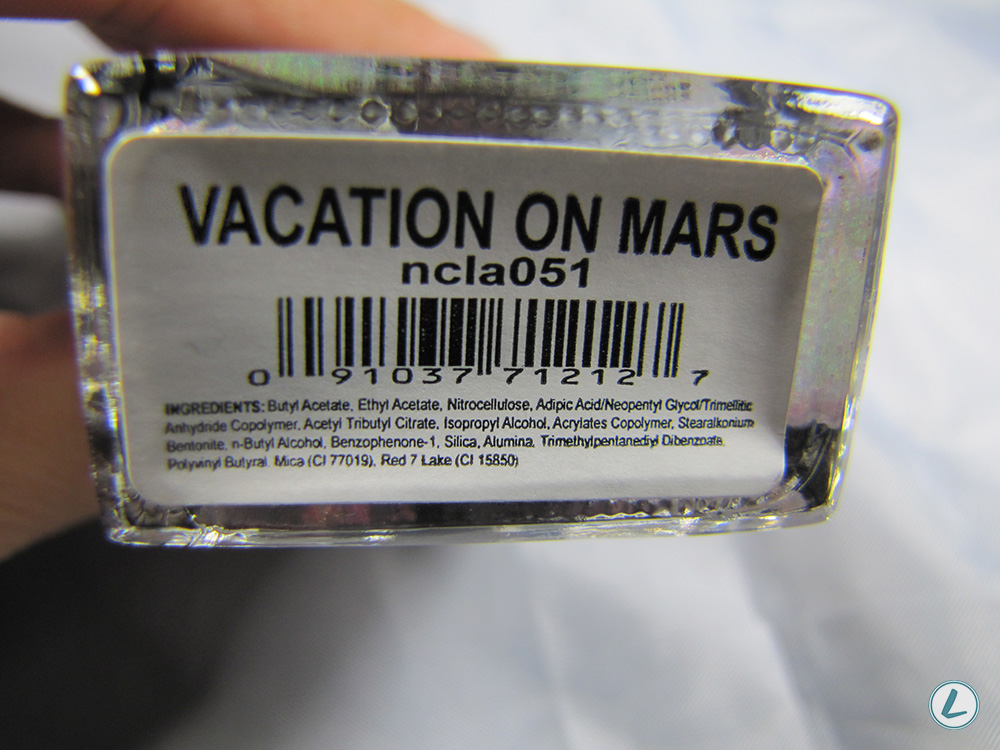 VACATION ON MARS
ncla051
0 91037 71212 7
INGREDIENTS: Butyl Acetate, Ethyl Acetate, Nitrocellulose, Adipic Acid/Neopentyl Glycol/Trimellitic
Anhydride Copolymer, Acetyl Tributyl Citrate, Isopropyl Alcohol, Acrylates Copolymer, Stearalkonium
Bentonite, n-Butyl Alcohol, Benzophenone-1, Silica, Alumina, Trimethylpentanediyl Dibenzoate,
Polyvinyl Butyral, Mica (CI 77019), Red 7 Lake (CI 15850)
L